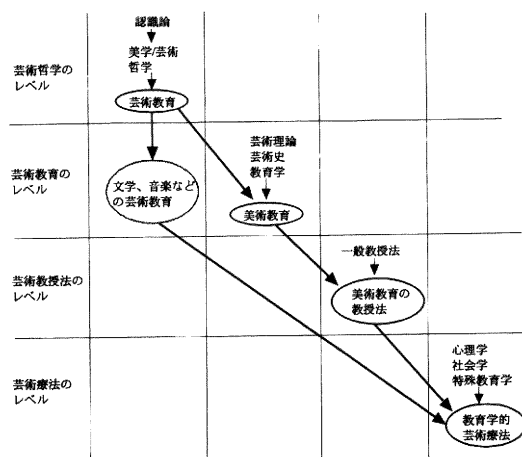 認識論
美学/芸術
哲学
芸術哲学の
レベル
芸術教育
芸術理論
芸術史
教育学
芸術教育の
レベル
文学、音楽など
の芸術教育
美術教育
一般教授法
芸術教授法の
レベル
美術教育の
教授法
心理学
社会学
特殊教育学
芸術療法の
レベル
教育学的
芸術療法